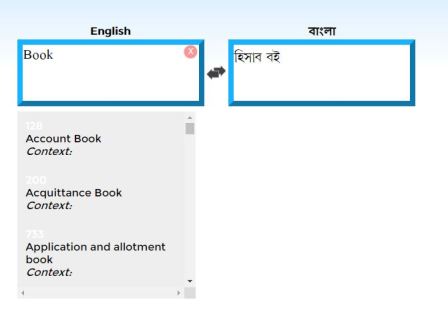 English
বাংলা
Book
X
হিসাব বই
128
Account Book
Context:
200
Acquittance Book
Context:
733
Application and allotment
book
Context: